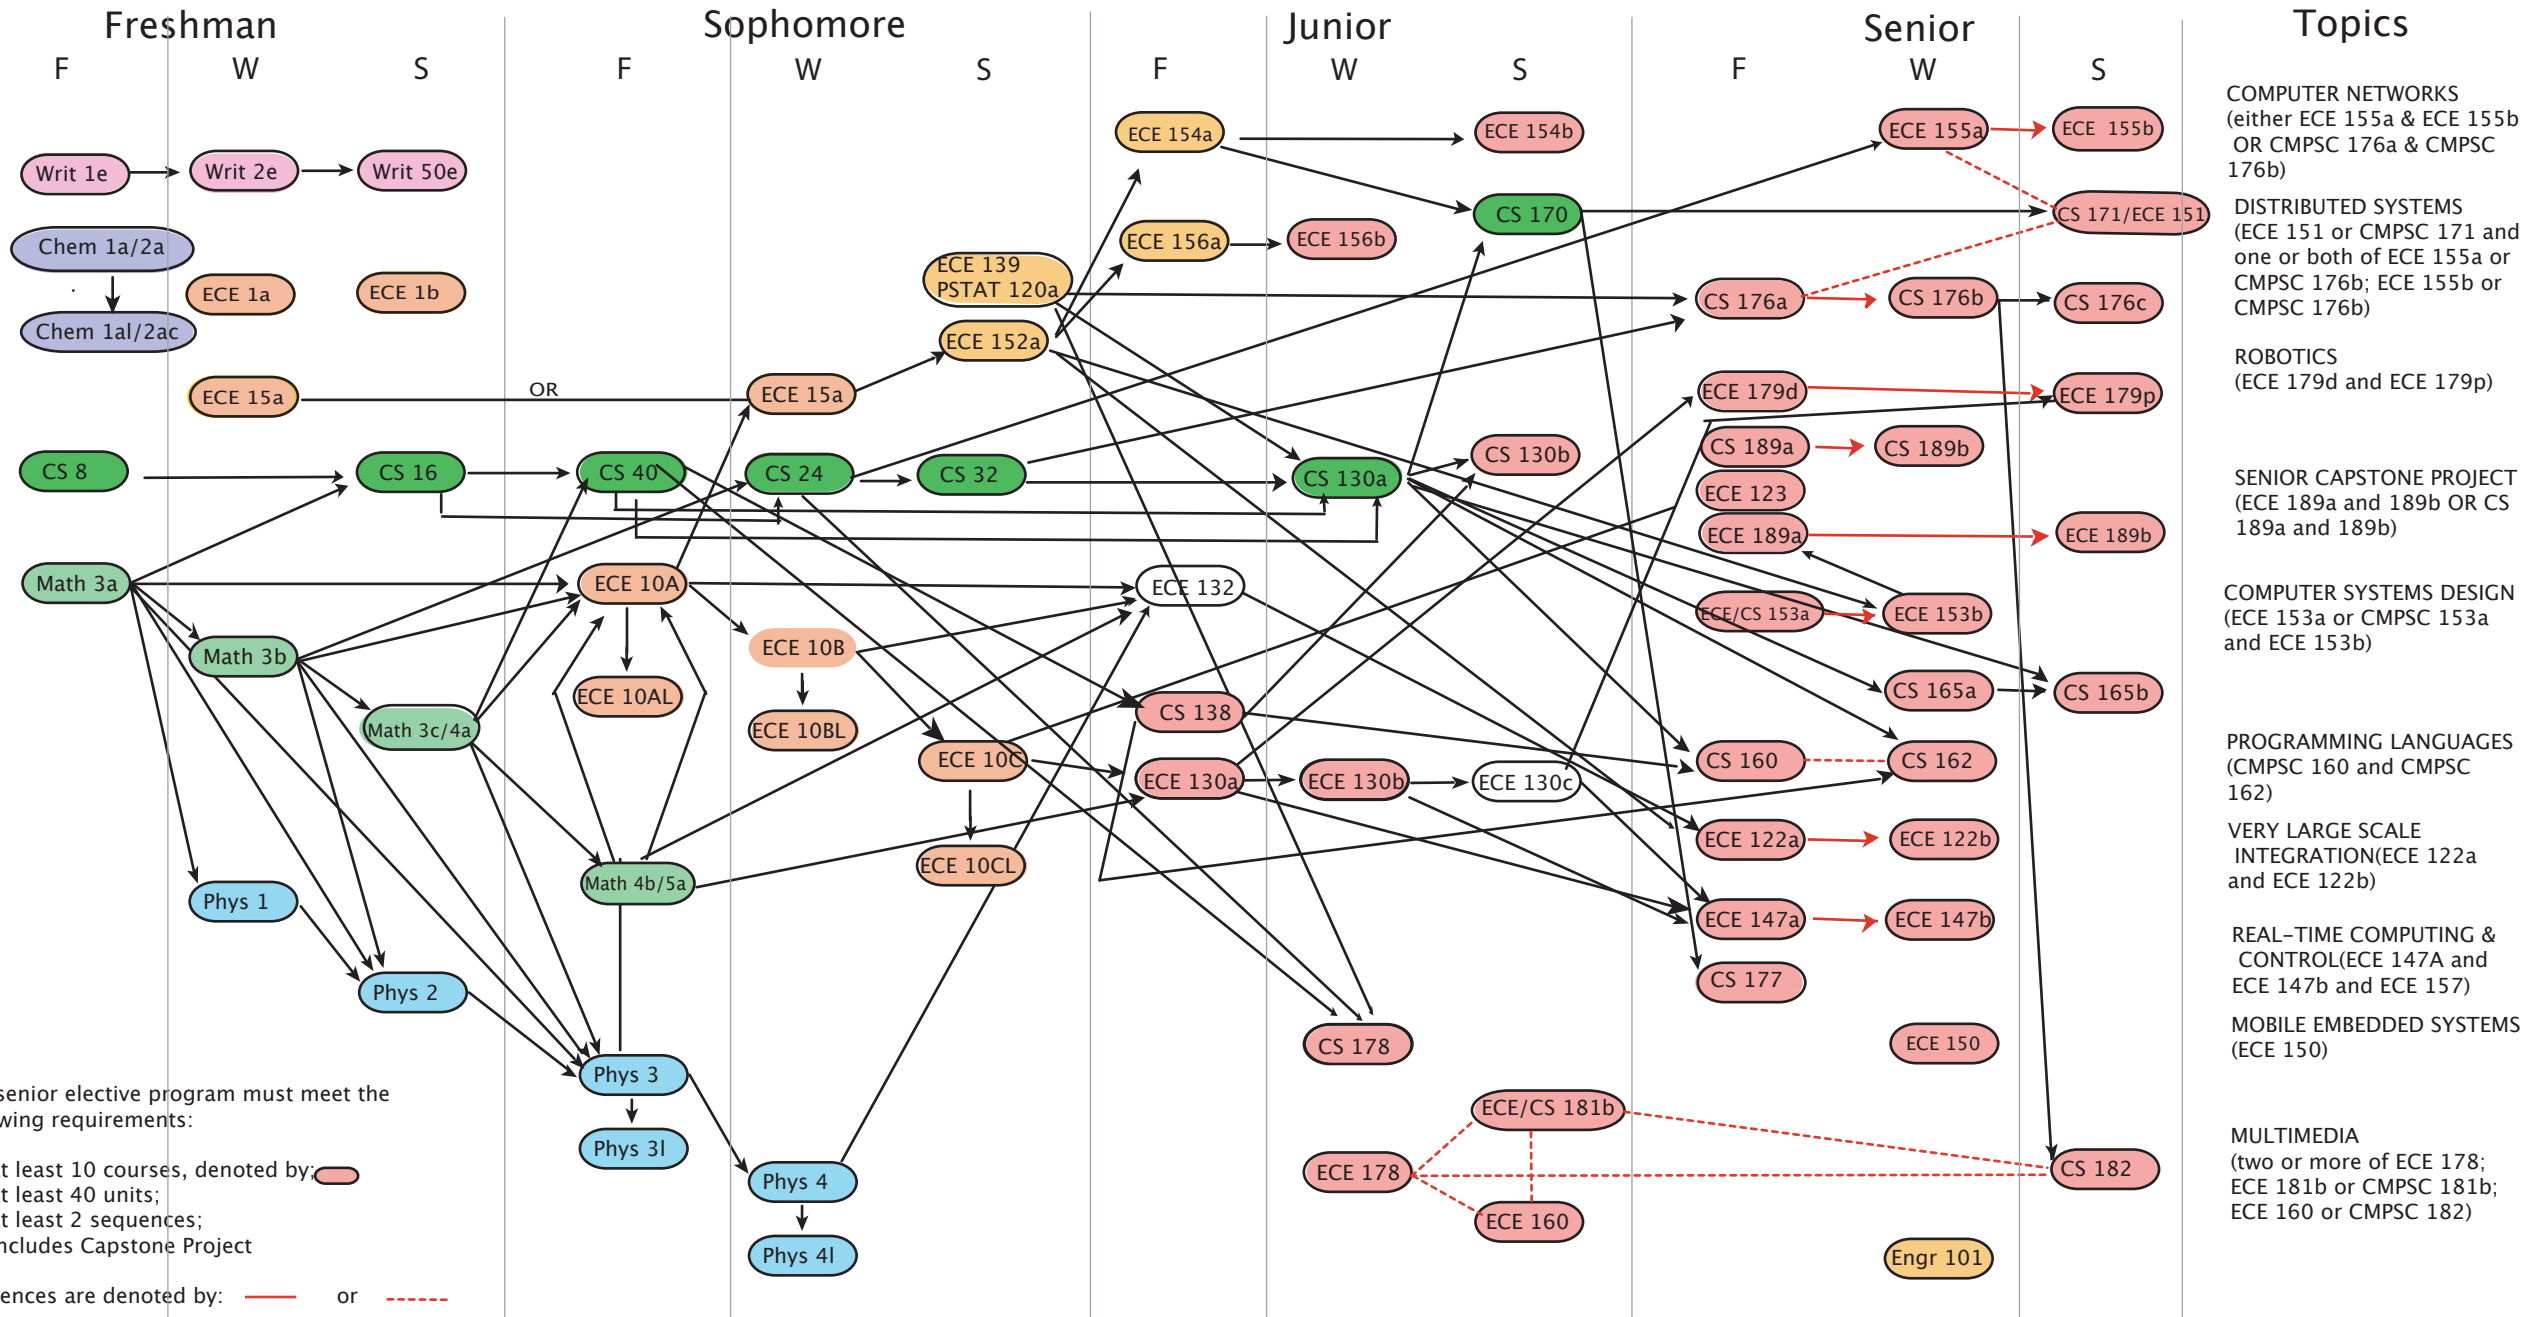 Freshman
Sophomore
Junior
Senior
Topics
F
W
S
F
W
S
F
W
S
F
W
S
Writ 1e
Writ 2e
Writ 50e
Chem 1a/2a
Chem 1al/2ac
ECE 1a
ECE 1b
ECE 15a
OR
ECE 15a
CS 8
CS 16
CS 40
CS 24
CS 32
Math 3a
Math 3b
Math 3c/4a
Math 4b/5a
Phys 1
Phys 2
Phys 3
Phys 3l
Phys 4
Phys 4l
ECE 10A
ECE 10AL
ECE 10B
ECE 10BL
ECE 10C
ECE 10CL
ECE 139
PSTAT 120a
ECE 152a
ECE 154a
ECE 156a
ECE 132
CS 138
ECE 130a
ECE 156b
CS 130a
ECE 130b
CS 178
ECE 178
ECE 154b
CS 170
CS 130b
ECE 130c
ECE/CS 181b
ECE 160
CS 176a
ECE 179d
CS 189a
ECE 123
ECE 189a
ECE/CS 153a
CS 160
ECE 122a
ECE 147a
CS 177
ECE 155a
CS 176b
CS 189b
ECE 153b
CS 165a
CS 162
ECE 122b
ECE 147b
ECE 150
Engr 101
ECE 155b
CS 171/ECE 151
CS 176c
ECE 179p
ECE 189b
CS 165b
CS 182
COMPUTER NETWORKS
(either ECE 155a & ECE 155b
OR CMPSC 176a & CMPSC
176b)
DISTRIBUTED SYSTEMS
(ECE 151 or CMPSC 171 and
one or both of ECE 155a or
CMPSC 176b; ECE 155b or
CMPSC 176b)
ROBOTICS
(ECE 179d and ECE 179p)
SENIOR CAPSTONE PROJECT
(ECE 189a and 189b OR CS
189a and 189b)
COMPUTER SYSTEMS DESIGN
(ECE 153a or CMPSC 153a
and ECE 153b)
PROGRAMMING LANGUAGES
(CMPSC 160 and CMPSC
162)
VERY LARGE SCALE
INTEGRATION(ECE 122a
and ECE 122b)
REAL-TIME COMPUTING &
CONTROL(ECE 147A and
ECE 147b and ECE 157)
MOBILE EMBEDDED SYSTEMS
(ECE 150)
MULTIMEDIA
(two or more of ECE 178;
ECE 181b or CMPSC 181b;
ECE 160 or CMPSC 182)
senior elective program must meet the
wing requirements:
t least 10 courses, denoted by;
t least 40 units;
t least 2 sequences;
ncludes Capstone Project
ences are denoted by:
or